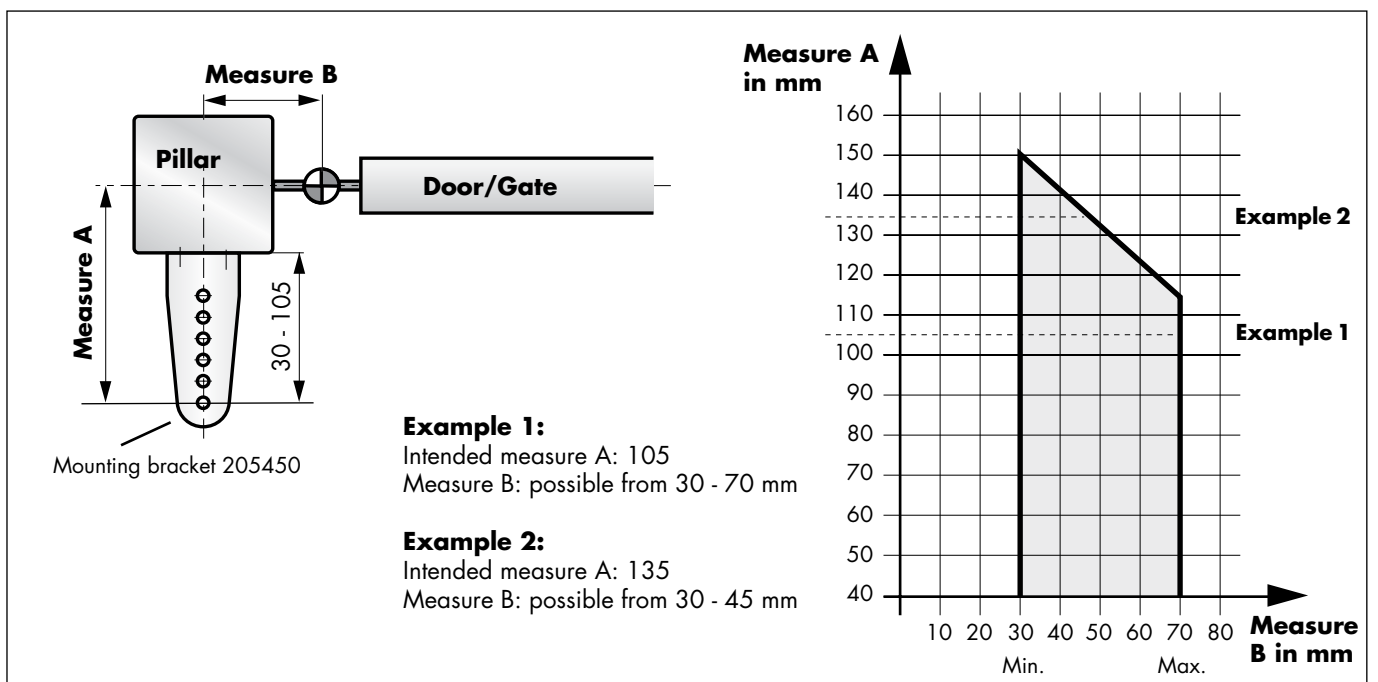 Measure B
Pillar
Door/Gate
Measure A
30 - 105
Mounting bracket 205450
Example 1:
Intended measure A: 105
Measure B: possible from 30 - 70 mm
Example 2:
Intended measure A: 135
Measure B: possible from 30 - 45 mm
Measure A
in mm
160
150
140
130
120
110
100
90
80
70
60
50
40
Example 2
Example 1
10 20 30 40 50 60 70 80
Min. Max.
Measure
B in mm